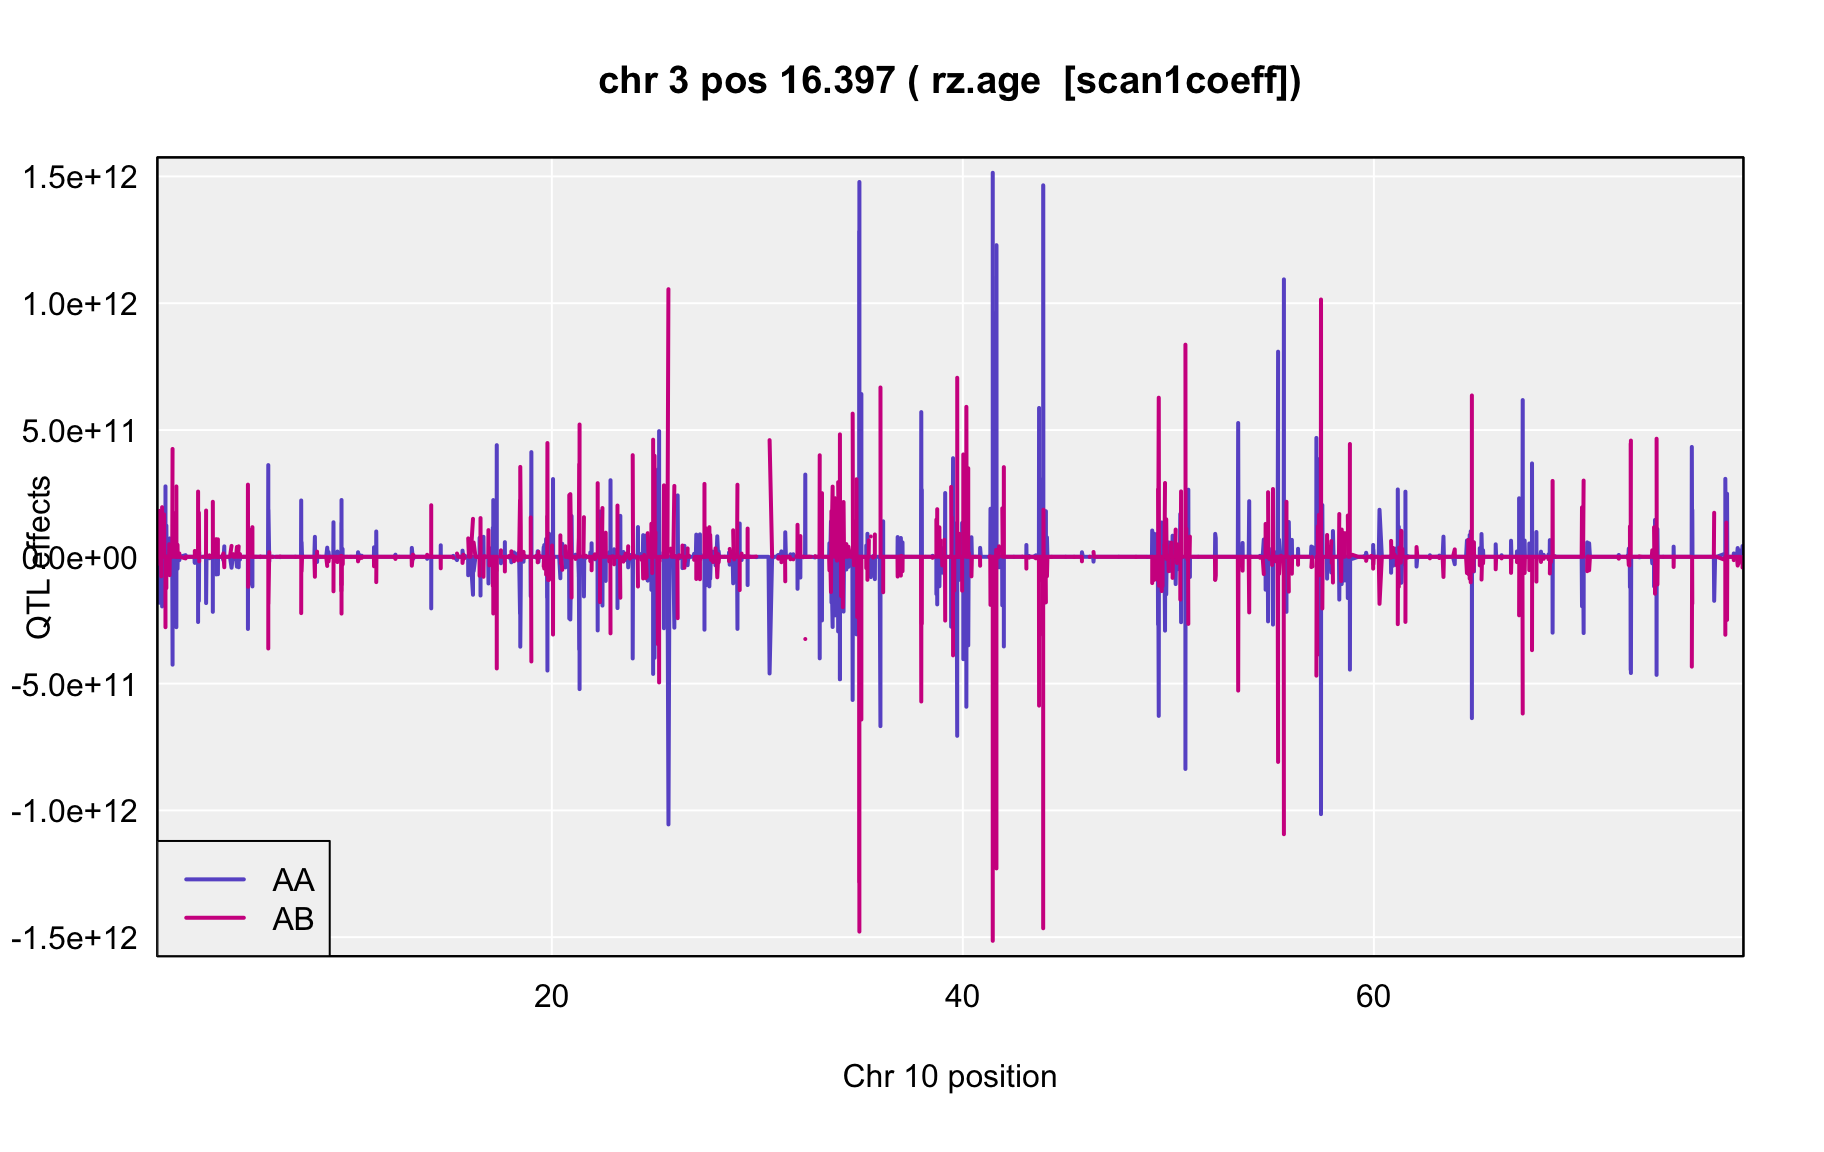 chr 3 pos 16.397 ( rz.age  [scan1coeff])
1.5e+12
1.0e+12
5.0e+11
0.0e+00
-5.0e+11
-1.0e+12
-1.5e+12
QTL effects
AA
AB
20 40 60
Chr 10 position